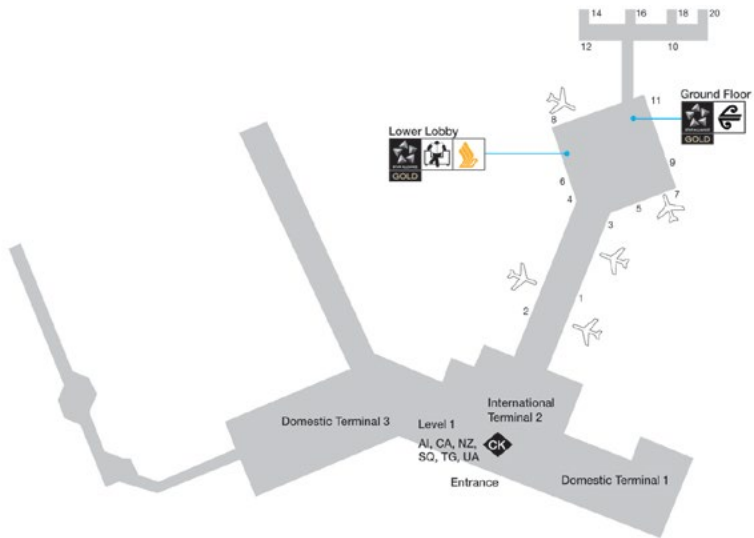 14
16
18
20
12
10
Ground Floor
11
GOLD
8
Lower Lobby
GOLD
9
6
7
4
5
3
1
2
International
Terminal 2
Domestic Terminal 3
Level 1
AI, CA, NZ,
SQ, TG, UA
CK
Domestic Terminal 1
Entrance